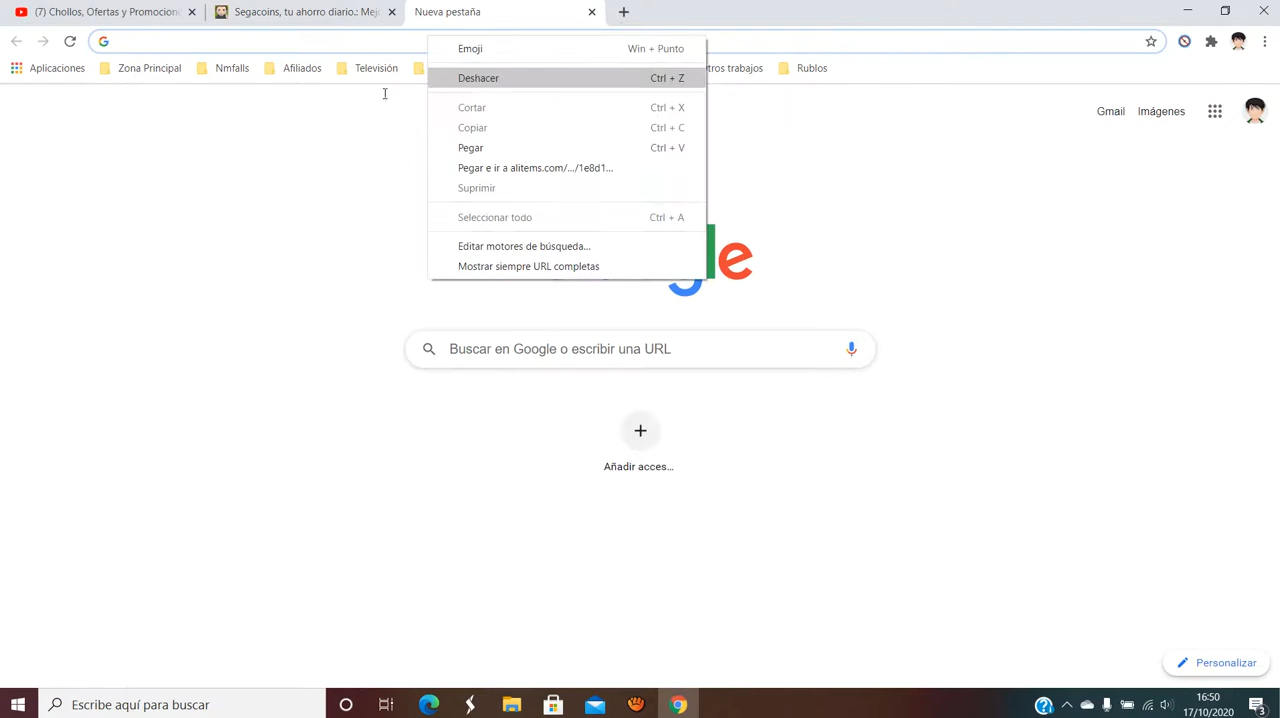 (7) Chollos, Ofertas y Promocion
Segacoins, tu ahorro diario.: Mej
Nueva pestaña
Emoji Win + Punto
Aplicaciones Zona Principal Nmfalls Afiliados Televisión
tros trabajos Rublos
Deshacer Ctrl + Z
Cortar Ctrl + X
Copiar Ctrl + C
Pegar Ctrl + V
Pegar e ir a alitems.com/.../1e8d1...
Suprimir
Seleccionar todo Ctrl + A
Editar motores de búsqueda...
Mostrar siempre URL completas
Gmail Imágenes
gle
Buscar en Google o escribir una URL
Añadir acces...
Personalizar
Escribe aquí para buscar
16:50
17/10/2020
3